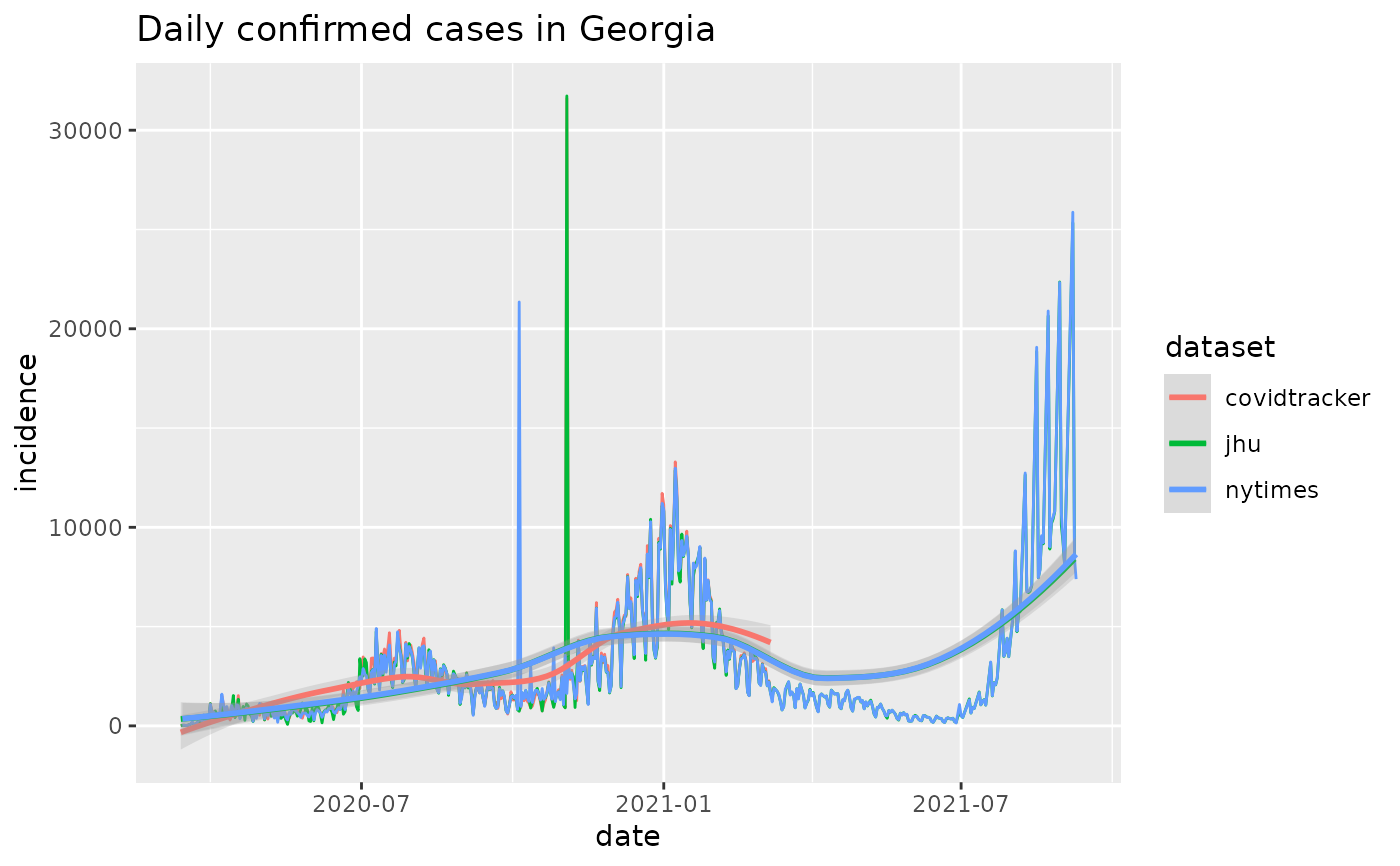 Daily confirmed cases in Georgia
30000
20000
10000
0
incidence
2020-07
2021-01
2021-07
date
dataset
covidtracker
jhu
nytimes